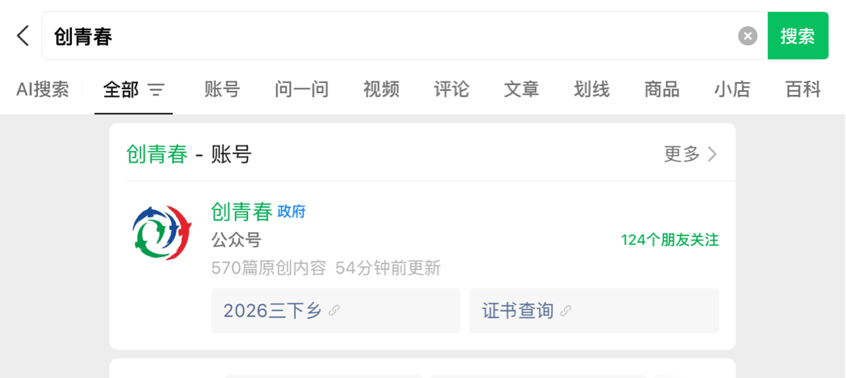 创青春 搜索
AI搜索 全部 账号 问一问 视频 评论 文章 划线 商品 小店 百科
创青春 - 账号 更多
创青春 政府
公众号 124个朋友关注
570篇原创内容 54分钟前更新
2026三下乡 证书查询